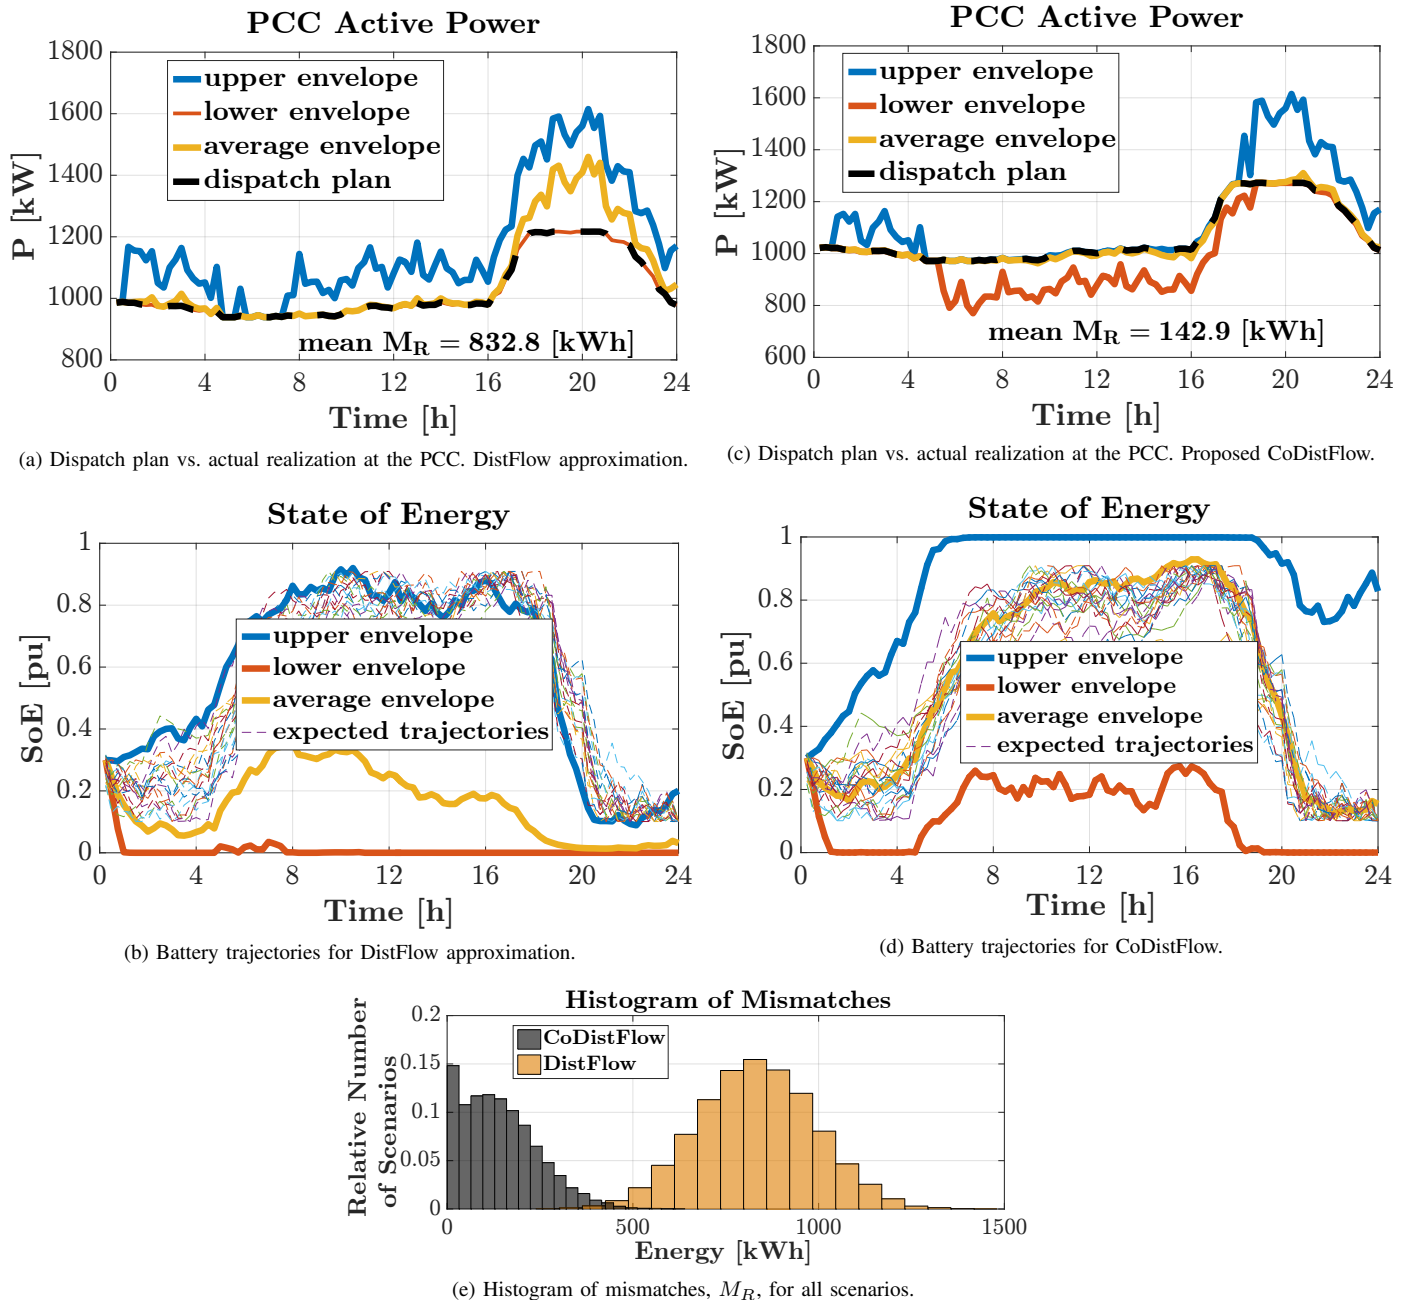 PCC Active Power
1800
1600
1400
1200
1000
800
P [kW]
upper envelope
lower envelope
average envelope
dispatch plan
mean M_R = 832.8 [kWh]
0 4 8 12 16 20 24
Time [h]
(a) Dispatch plan vs. actual realization at the PCC. DistFlow approximation.
PCC Active Power
1800
1600
1400
1200
1000
800
600
P [kW]
upper envelope
lower envelope
average envelope
dispatch plan
mean M_R = 142.9 [kWh]
0 4 8 12 16 20 24
Time [h]
(c) Dispatch plan vs. actual realization at the PCC. Proposed CoDistFlow.
State of Energy
1
0.8
0.6
0.4
0.2
0
SoE [pu]
upper envelope
lower envelope
average envelope
expected trajectories
0 4 8 12 16 20 24
Time [h]
(b) Battery trajectories for DistFlow approximation.
State of Energy
1
0.8
0.6
0.4
0.2
0
SoE [pu]
upper envelope
lower envelope
average envelope
expected trajectories
0 4 8 12 16 20 24
Time [h]
(d) Battery trajectories for CoDistFlow.
Histogram of Mismatches
0.2
0.15
0.1
0.05
0
Relative Number
of Scenarios
CoDistFlow
DistFlow
0 500 1000 1500
Energy [kWh]
(e) Histogram of mismatches, M_R, for all scenarios.